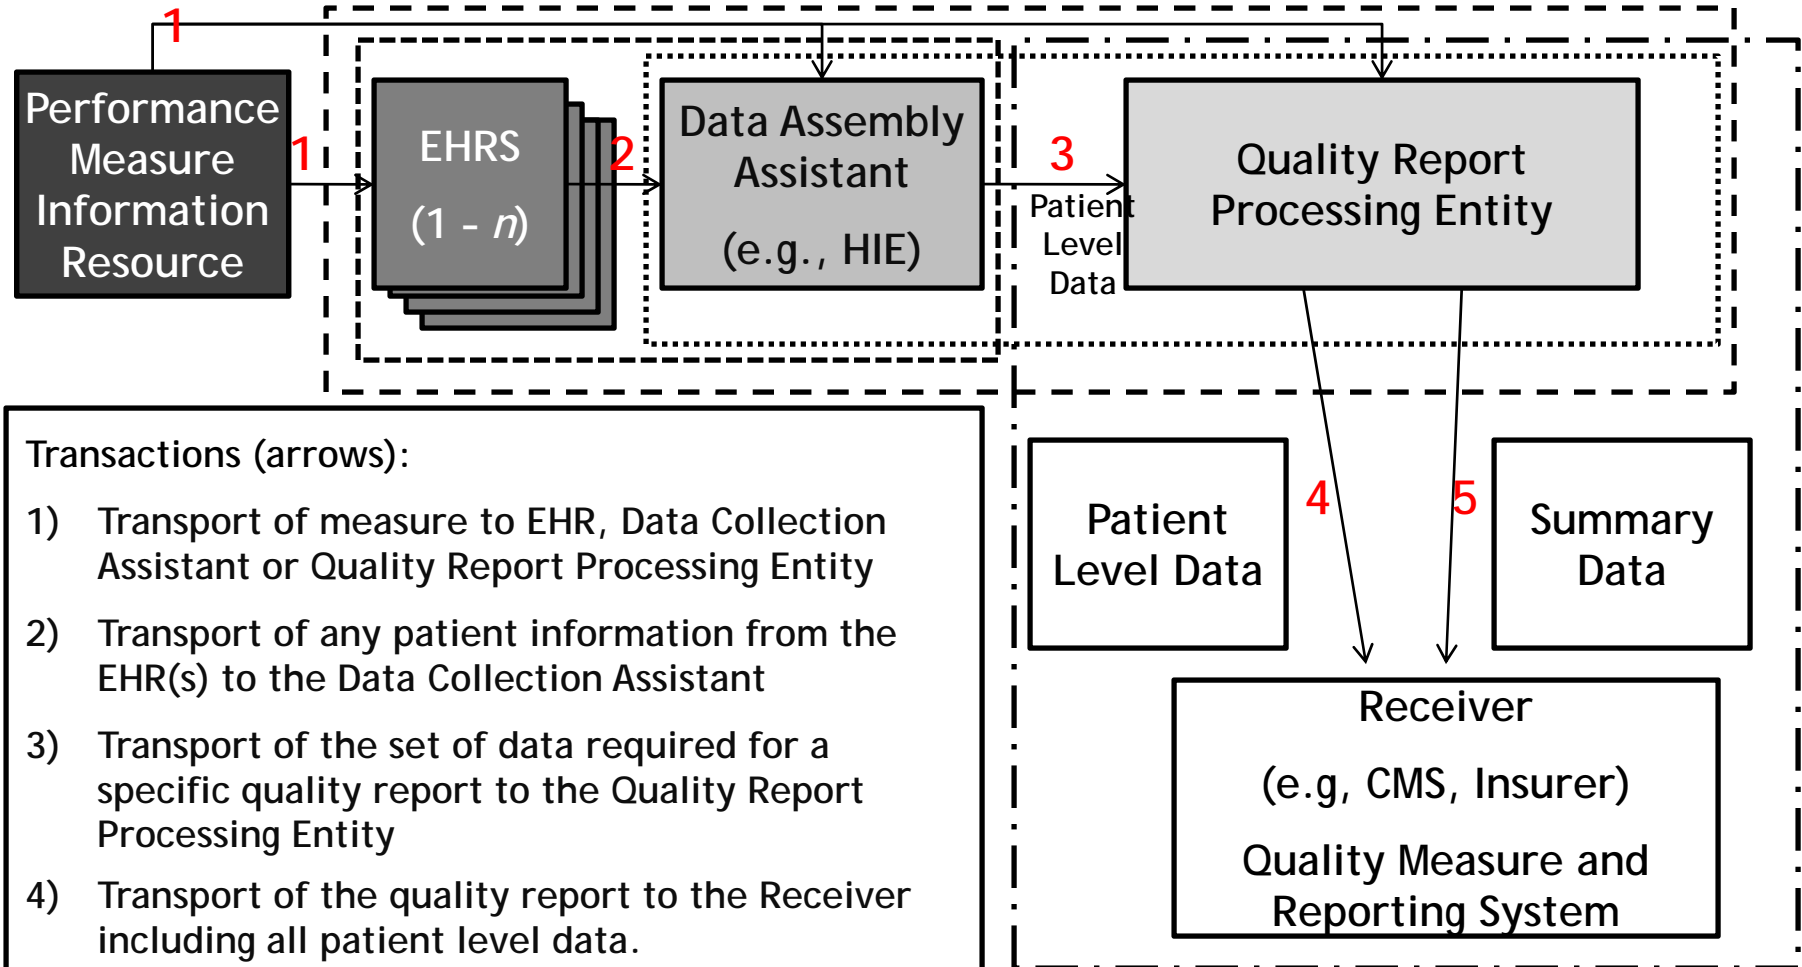 1
Performance
Measure
Information
Resource
1
EHRS
(1 - n)
2
Data Assembly
Assistant
(e.g., HIE)
3
Patient
Level
Data
Quality Report
Processing Entity
Transactions (arrows):
1) Transport of measure to EHR, Data Collection
Assistant or Quality Report Processing Entity
2) Transport of any patient information from the
EHR(s) to the Data Collection Assistant
3) Transport of the set of data required for a
specific quality report to the Quality Report
Processing Entity
4) Transport of the quality report to the Receiver
including all patient level data.
Patient
Level Data
4
5
Summary
Data
Receiver
(e.g, CMS, Insurer)
Quality Measure and
Reporting System